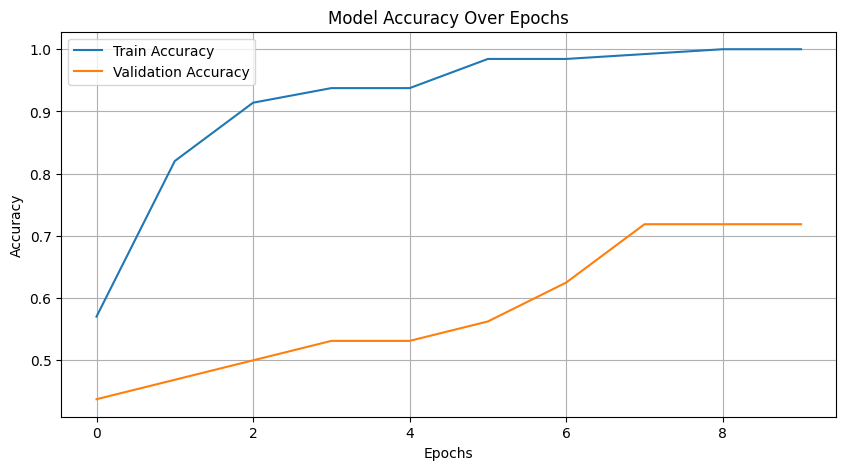 Model Accuracy Over Epochs
Train Accuracy
Validation Accuracy
1.0
0.9
0.8
0.7
0.6
0.5
Accuracy
0 2 4 6 8
Epochs